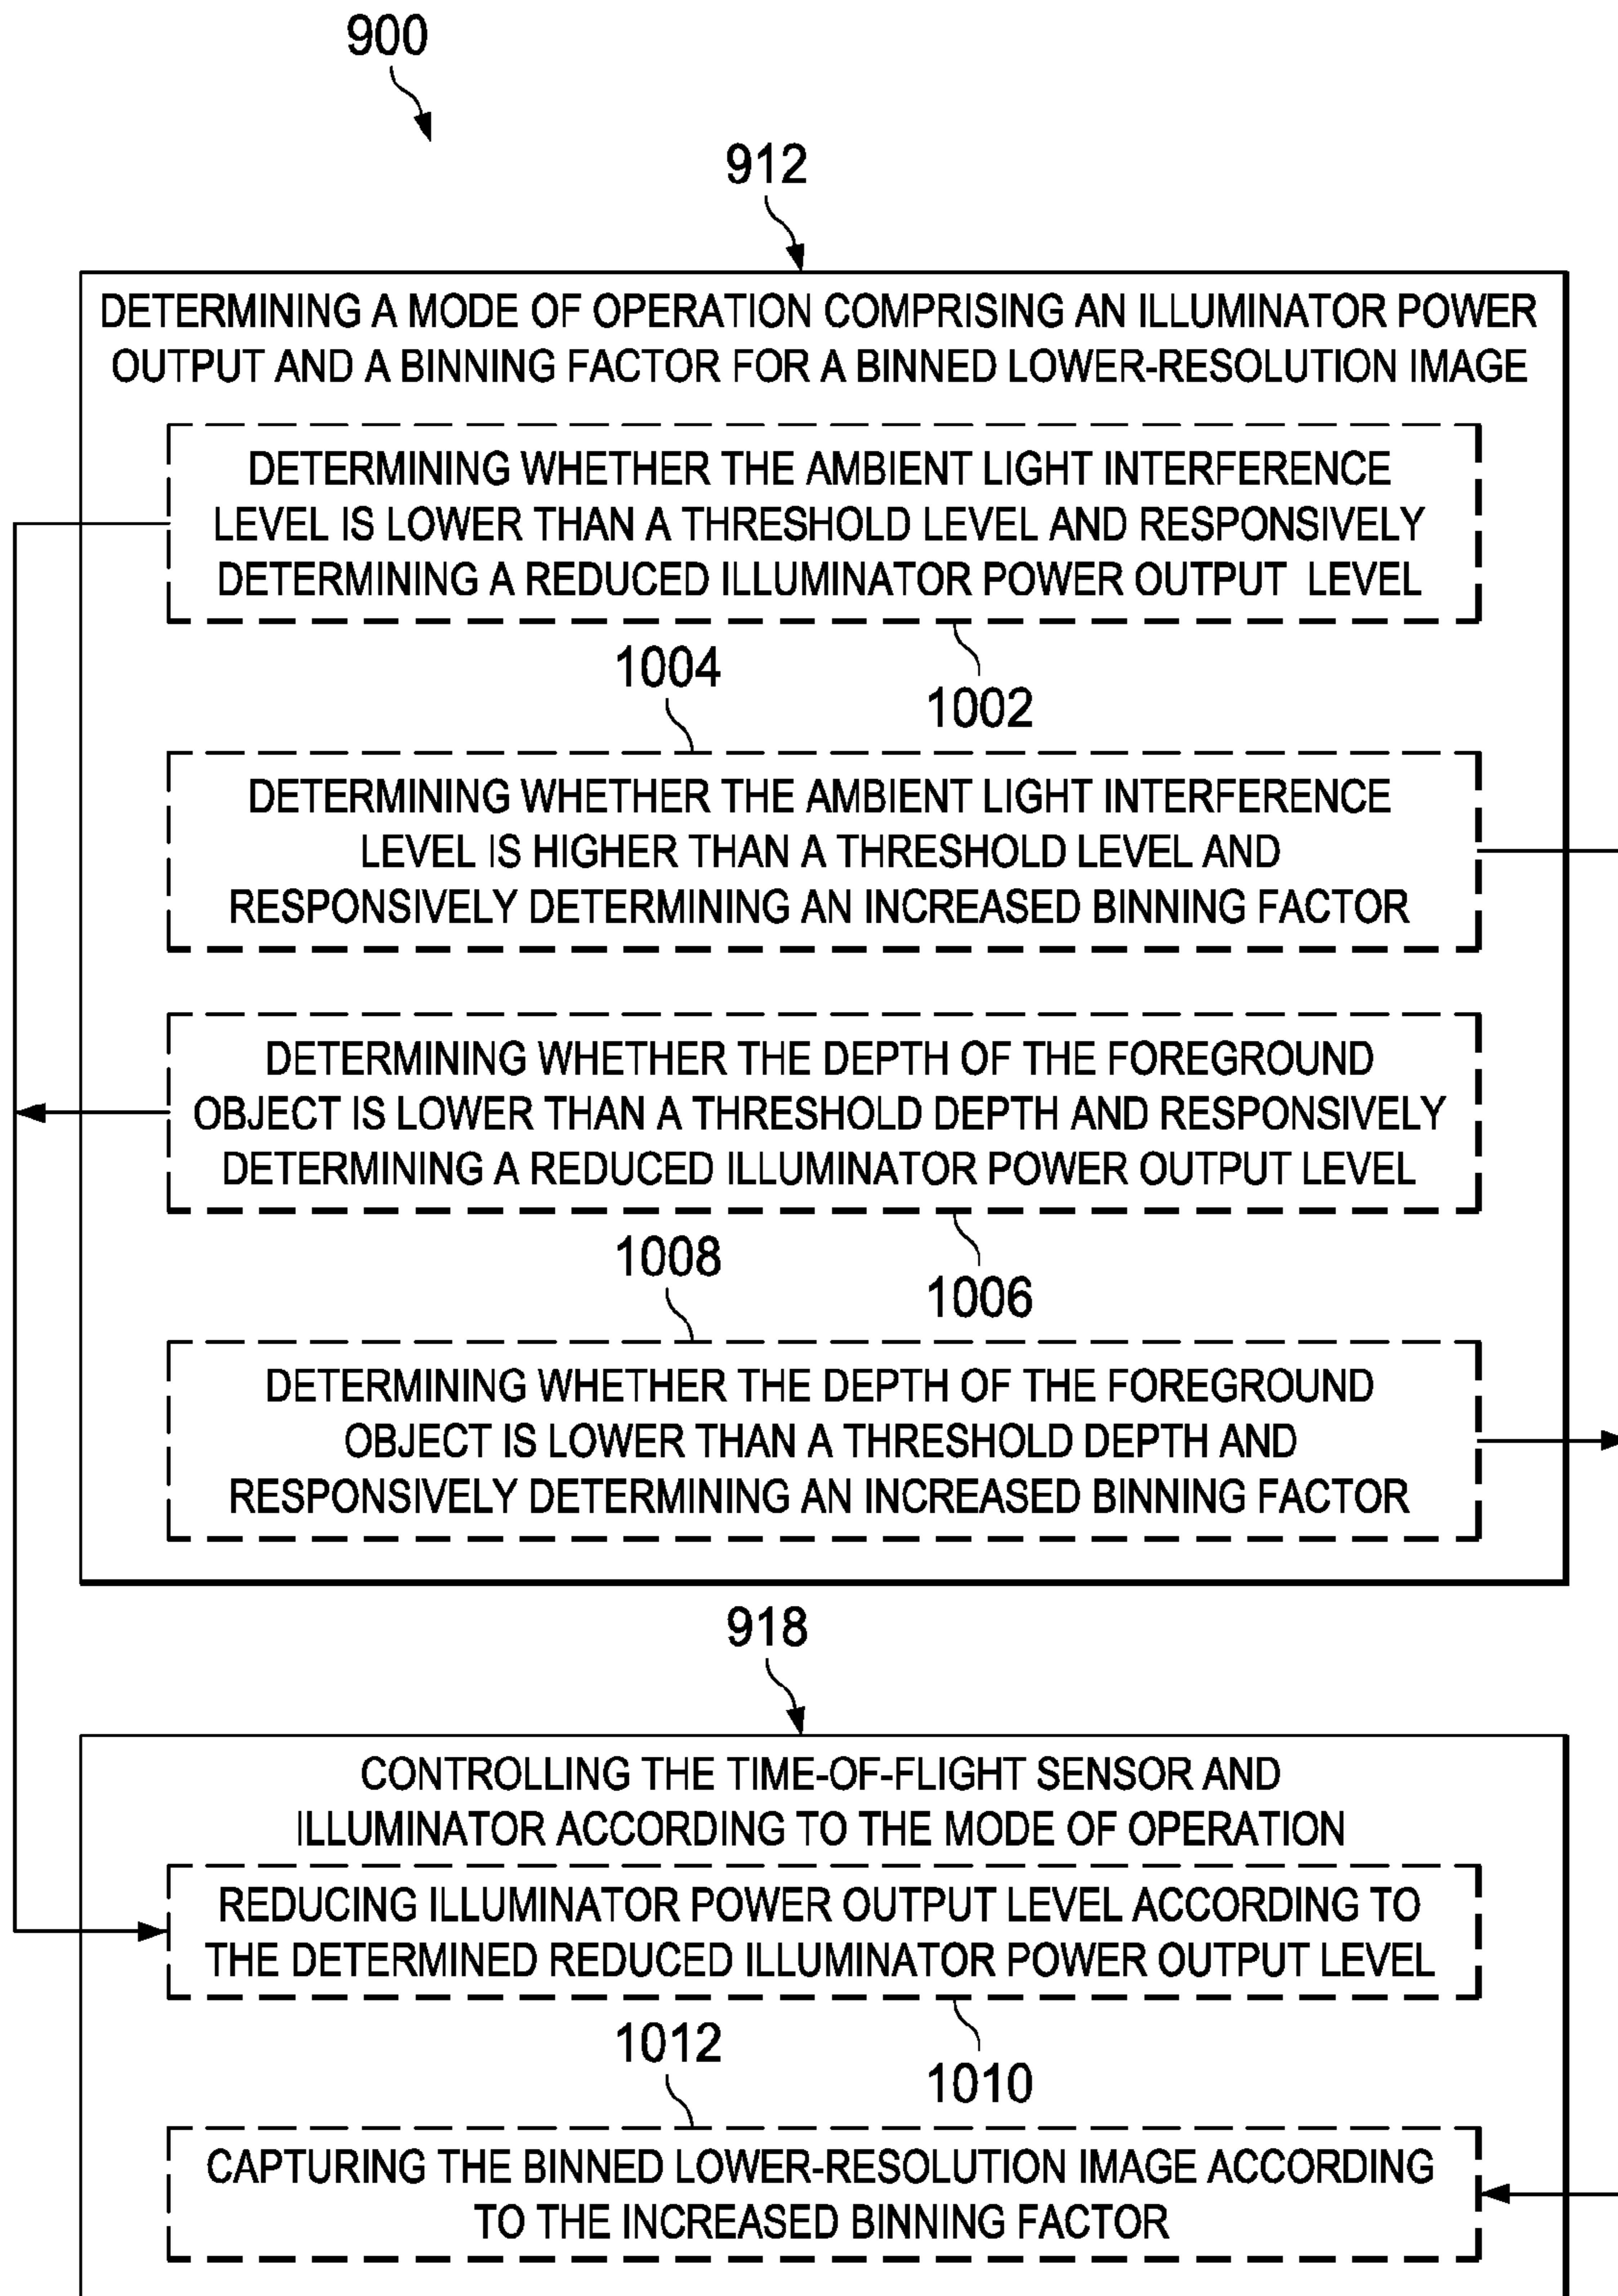 900
912
DETERMINING A MODE OF OPERATION COMPRISING AN ILLUMINATOR POWER
OUTPUT AND A BINNING FACTOR FOR A BINNED LOWER-RESOLUTION IMAGE
DETERMINING WHETHER THE AMBIENT LIGHT INTERFERENCE
LEVEL IS LOWER THAN A THRESHOLD LEVEL AND RESPONSIVELY
DETERMINING A REDUCED ILLUMINATOR POWER OUTPUT LEVEL
1004
1002
DETERMINING WHETHER THE AMBIENT LIGHT INTERFERENCE
LEVEL IS HIGHER THAN A THRESHOLD LEVEL AND
RESPONSIVELY DETERMINING AN INCREASED BINNING FACTOR
DETERMINING WHETHER THE DEPTH OF THE FOREGROUND
OBJECT IS LOWER THAN A THRESHOLD DEPTH AND RESPONSIVELY
DETERMINING A REDUCED ILLUMINATOR POWER OUTPUT LEVEL
1008
1006
DETERMINING WHETHER THE DEPTH OF THE FOREGROUND
OBJECT IS LOWER THAN A THRESHOLD DEPTH AND
RESPONSIVELY DETERMINING AN INCREASED BINNING FACTOR
918
CONTROLLING THE TIME-OF-FLIGHT SENSOR AND
ILLUMINATOR ACCORDING TO THE MODE OF OPERATION
REDUCING ILLUMINATOR POWER OUTPUT LEVEL ACCORDING TO
THE DETERMINED REDUCED ILLUMINATOR POWER OUTPUT LEVEL
1012
1010
CAPTURING THE BINNED LOWER-RESOLUTION IMAGE ACCORDING
TO THE INCREASED BINNING FACTOR